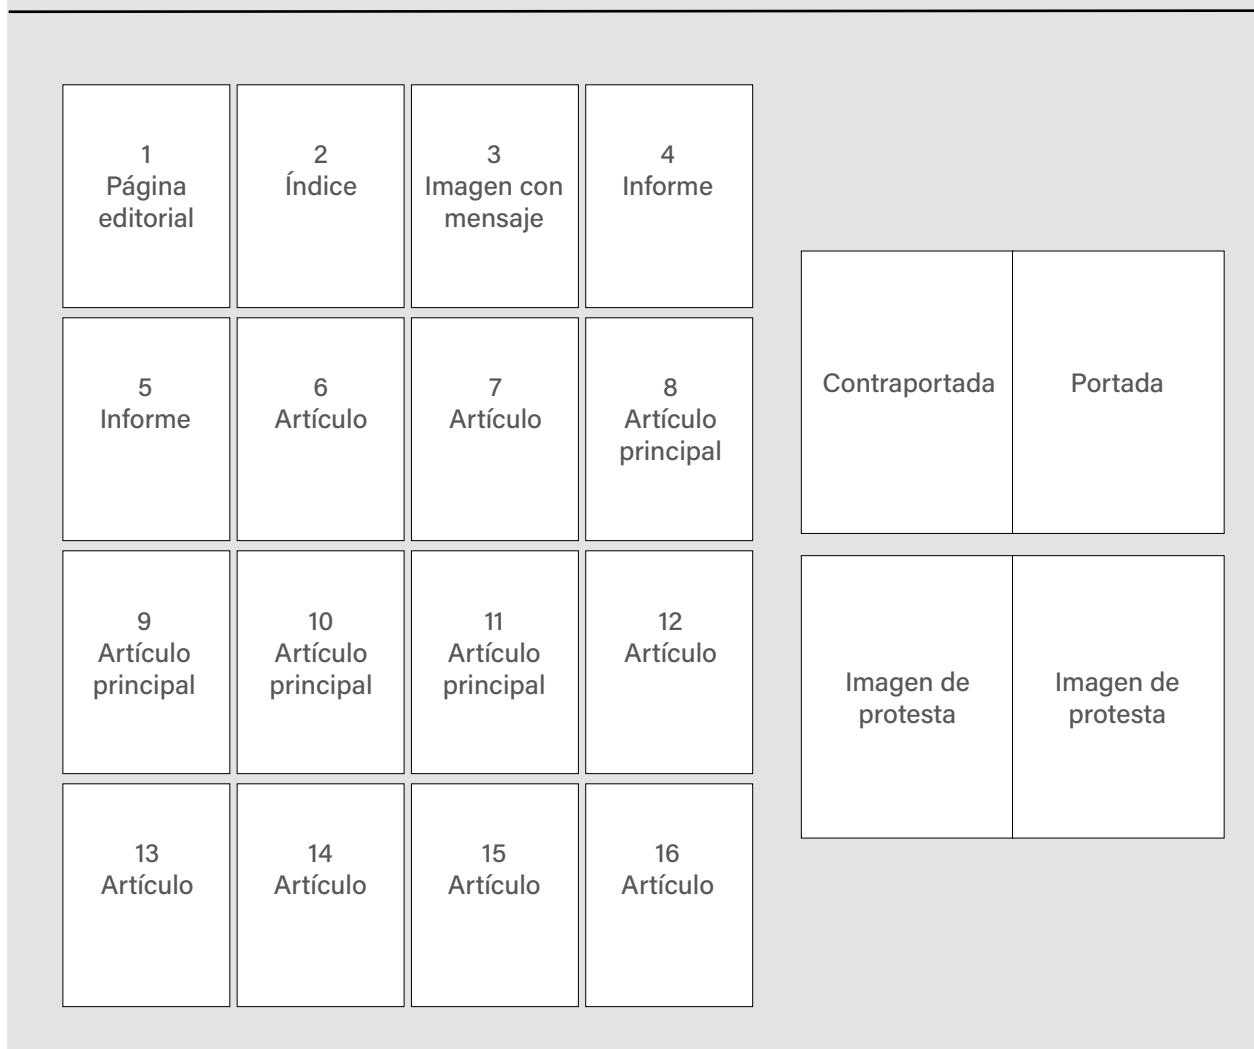 1
Página
editorial
2
Índice
3
Imagen con
mensaje
4
Informe
5
Informe
6
Artículo
7
Artículo
8
Artículo
principal
9
Artículo
principal
10
Artículo
principal
11
Artículo
principal
12
Artículo
13
Artículo
14
Artículo
15
Artículo
16
Artículo
Contraportada
Portada
Imagen de
protesta
Imagen de
protesta